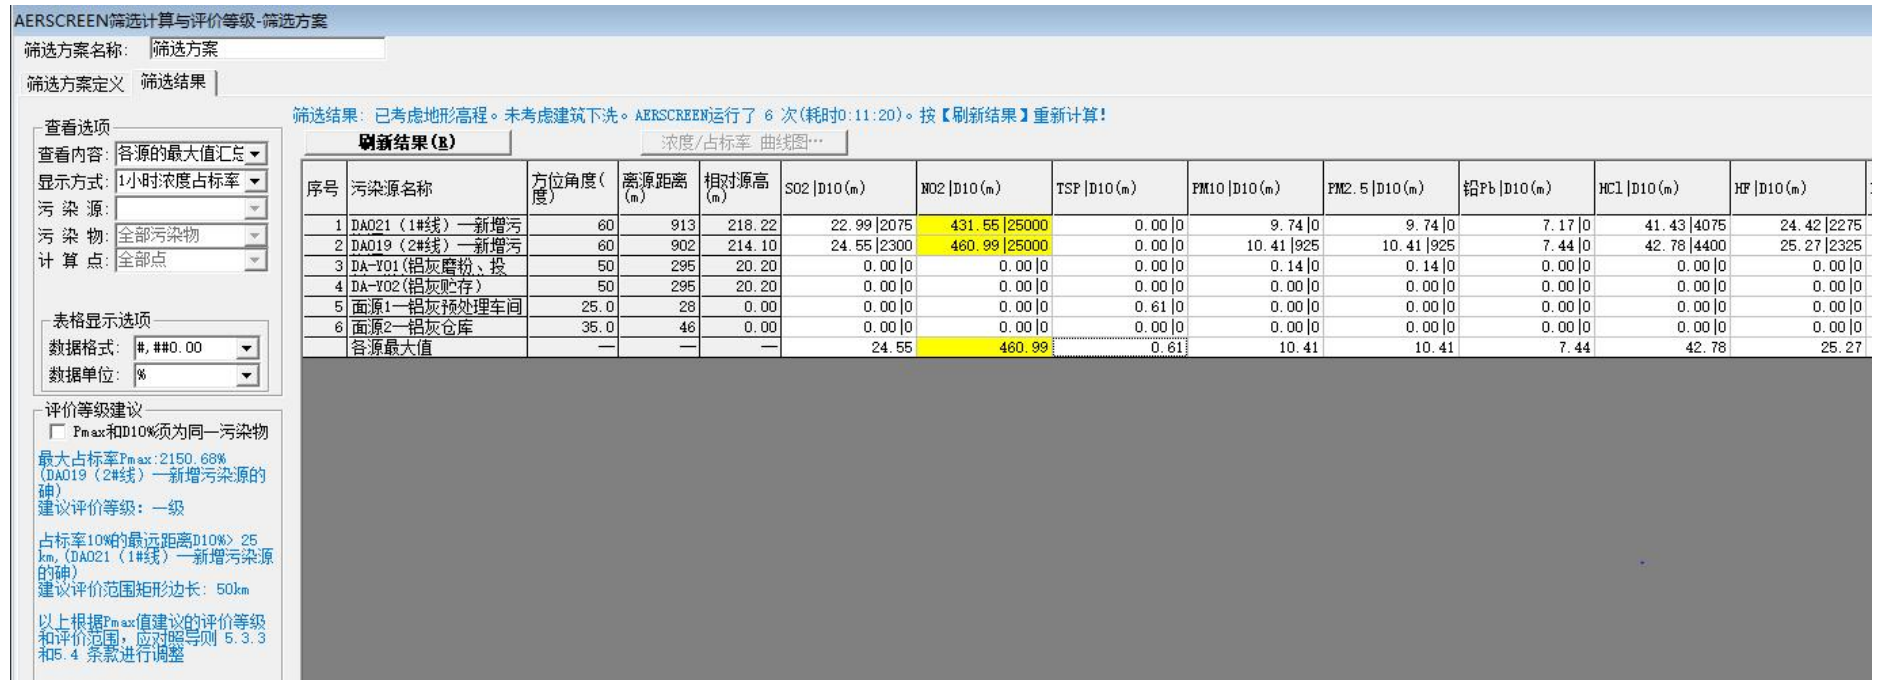 AERSCREEN筛选计算与评价等级-筛选方案
筛选方案名称: 筛选方案
筛选方案定义 筛选结果
筛选结果: 已考虑地形高程。未考虑建筑下洗。AERSCREEN运行了 6 次(耗时0:11:20)。按【刷新结果】重新计算!
刷新结果(R) 浓度/占标率 曲线图…
查看选项
查看内容: 各源的最大值汇总
显示方式: 1小时浓度占标率
污 染 源:
污 染 物: 全部污染物
计 算 点: 全部点
表格显示选项
数据格式: #,##0.00
数据单位: %
评价等级建议
Pmax和D10%须为同一污染物
最大占标率Pmax:2150.68%
(DA019（2#线）一新增污染源的
砷)
建议评价等级: 一级
占标率10%的最远距离D10%> 25
km,(DA021（1#线）一新增污染源
的砷)
建议评价范围矩形边长: 50km
以上根据Pmax值建议的评价等级
和评价范围，应对照导则 5.3.3
和5.4 条款进行调整
序号 污染源名称 方位角度(度) 离源距离(m) 相对源高(m) SO2|D10(m) NO2|D10(m) TSP|D10(m) PM10|D10(m) PM2.5|D10(m) 铅Pb|D10(m) HCl|D10(m) HF|D10(m)
1 DA021（1#线）一新增污 60 913 218.22 22.99|2075 431.55|25000 0.00|0 9.74|0 9.74|0 7.17|0 41.43|4075 24.42|2275
2 DA019（2#线）一新增污 60 902 214.10 24.55|2300 460.99|25000 0.00|0 10.41|925 10.41|925 7.44|0 42.78|4400 25.27|2325
3 DA-Y01(铝灰磨粉、投 50 295 20.20 0.00|0 0.00|0 0.00|0 0.14|0 0.14|0 0.00|0 0.00|0 0.00|0
4 DA-Y02(铝灰贮存) 50 295 20.20 0.00|0 0.00|0 0.00|0 0.00|0 0.00|0 0.00|0 0.00|0 0.00|0
5 面源1一铝灰预处理车间 25.0 28 0.00 0.00|0 0.00|0 0.61|0 0.00|0 0.00|0 0.00|0 0.00|0 0.00|0
6 面源2一铝灰仓库 35.0 46 0.00 0.00|0 0.00|0 0.00|0 0.00|0 0.00|0 0.00|0 0.00|0 0.00|0
各源最大值 — — — 24.55 460.99 0.61 10.41 10.41 7.44 42.78 25.27